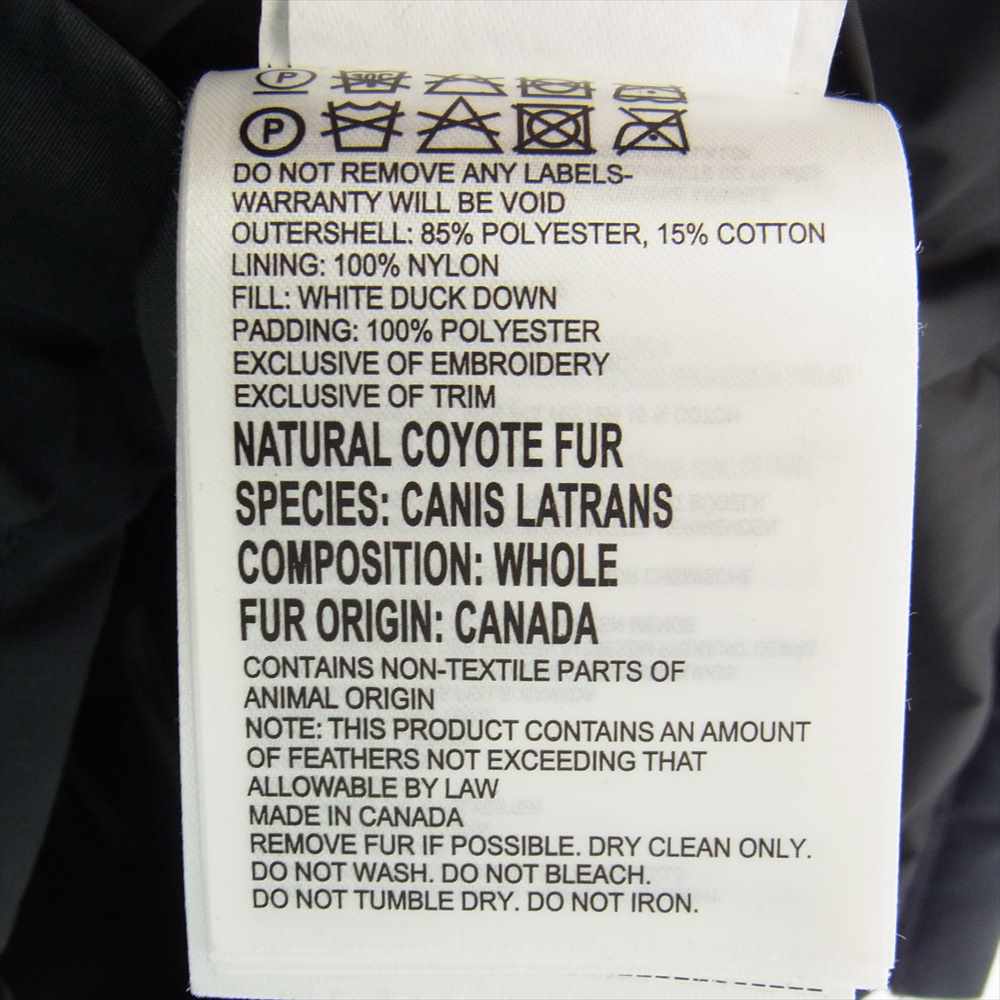 P 30C
P
DO NOT REMOVE ANY LABELS-
WARRANTY WILL BE VOID
OUTERSHELL: 85% POLYESTER, 15% COTTON
LINING: 100% NYLON
FILL: WHITE DUCK DOWN
PADDING: 100% POLYESTER
EXCLUSIVE OF EMBROIDERY
EXCLUSIVE OF TRIM
NATURAL COYOTE FUR
SPECIES: CANIS LATRANS
COMPOSITION: WHOLE
FUR ORIGIN: CANADA
CONTAINS NON-TEXTILE PARTS OF
ANIMAL ORIGIN
NOTE: THIS PRODUCT CONTAINS AN AMOUNT
OF FEATHERS NOT EXCEEDING THAT
ALLOWABLE BY LAW
MADE IN CANADA
REMOVE FUR IF POSSIBLE. DRY CLEAN ONLY.
DO NOT WASH. DO NOT BLEACH.
DO NOT TUMBLE DRY. DO NOT IRON.